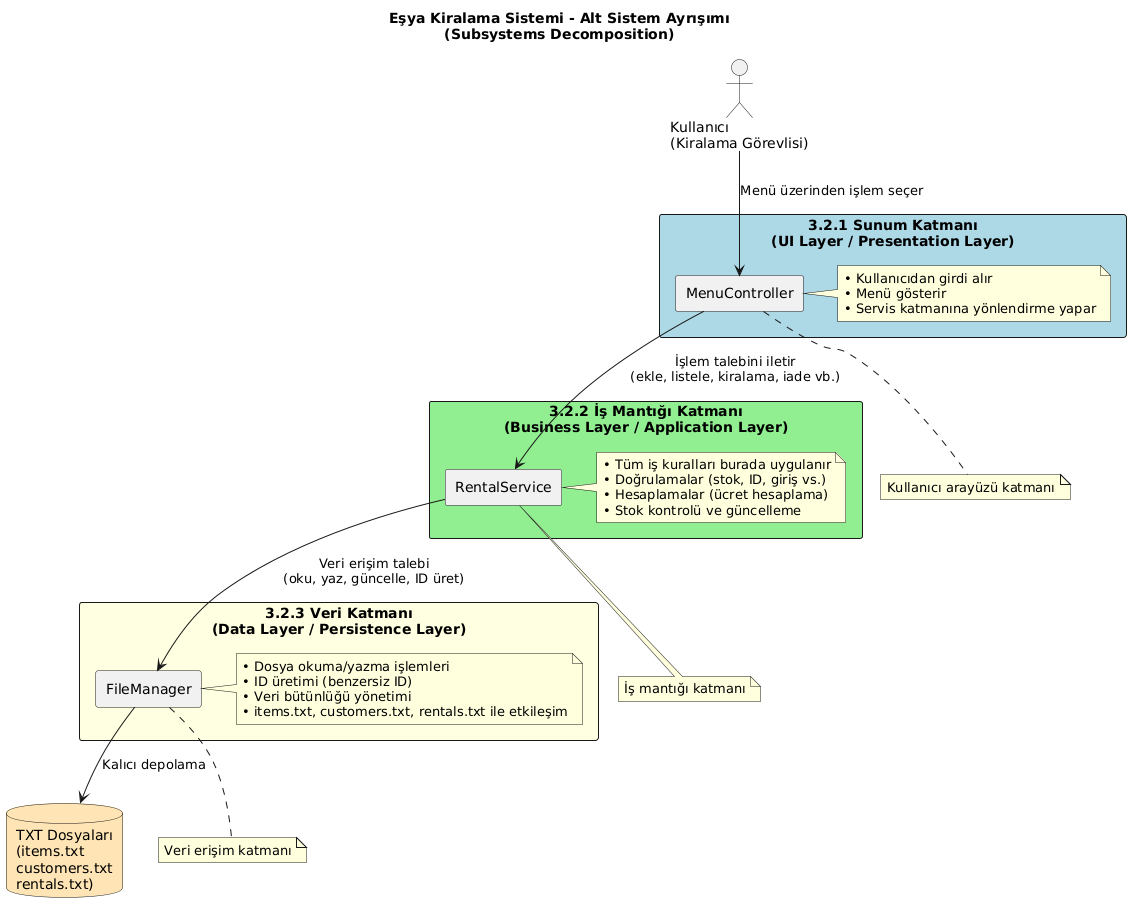 Eşya Kiralama Sistemi - Alt Sistem Ayrışımı
(Subsystems Decomposition)
Kullanıcı
(Kiralama Görevlisi)
Menü üzerinden işlem seçer
3.2.1 Sunum Katmanı
(UI Layer / Presentation Layer)
MenuController
• Kullanıcıdan girdi alır
• Menü gösterir
• Servis katmanına yönlendirme yapar
İşlem talebini iletir
(ekle, listele, kiralama, iade vb.)
3.2.2 İş Mantığı Katmanı
(Business Layer / Application Layer)
RentalService
• Tüm iş kuralları burada uygulanır
• Doğrulamalar (stok, ID, giriş vs.)
• Hesaplamalar (ücret hesaplama)
• Stok kontrolü ve güncelleme
Kullanıcı arayüzü katmanı
Veri erişim talebi
(oku, yaz, güncelle, ID üret)
3.2.3 Veri Katmanı
(Data Layer / Persistence Layer)
FileManager
• Dosya okuma/yazma işlemleri
• ID üretimi (benzersiz ID)
• Veri bütünlüğü yönetimi
• items.txt, customers.txt, rentals.txt ile etkileşim
İş mantığı katmanı
Kalıcı depolama
TXT Dosyaları
(items.txt
customers.txt
rentals.txt)
Veri erişim katmanı